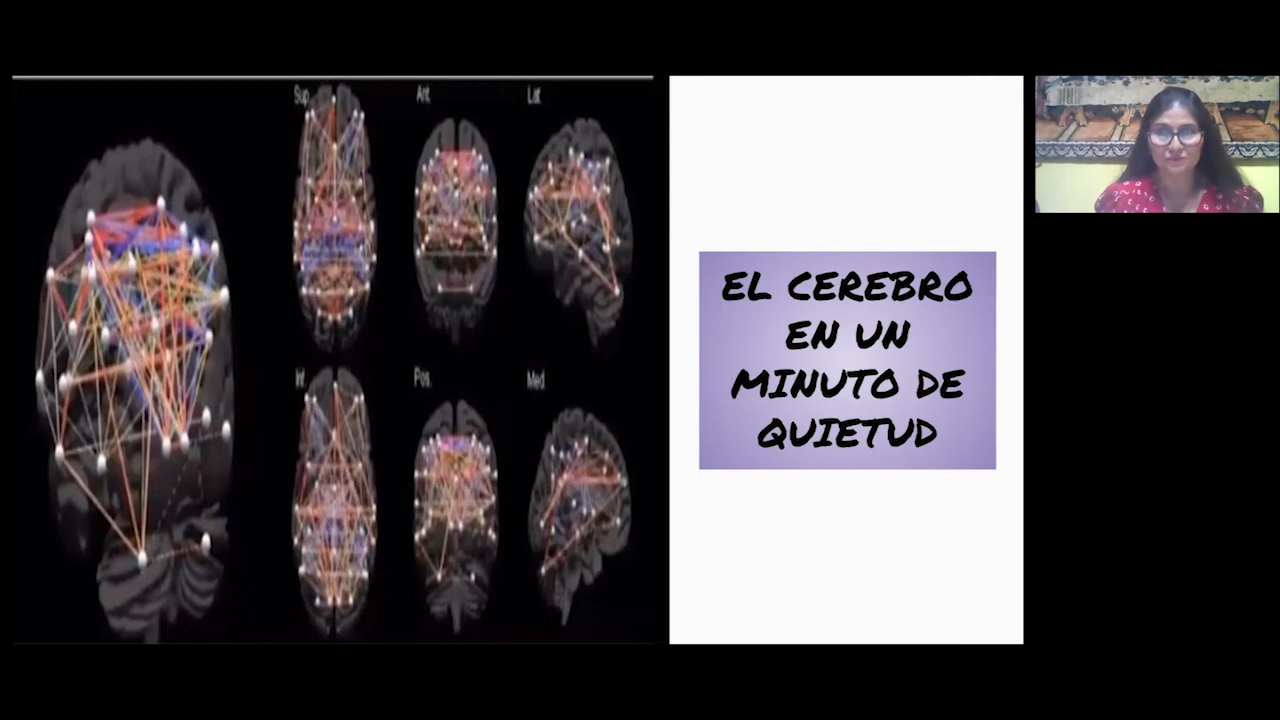 Sup.
Ant.
Lat.
Inf.
Pos.
Med.
EL CEREBRO
EN UN
MINUTO DE
QUIETUD